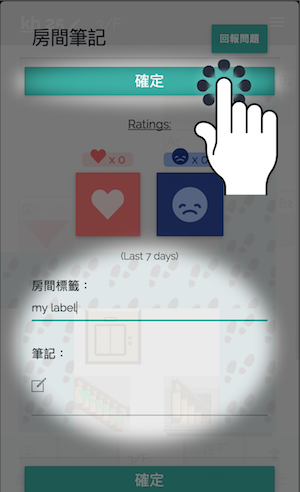 房間筆記
回報問題
確定
Ratings:
x 0
x 0
(Last 7 days)
房間標籤：
my label
筆記：
確定